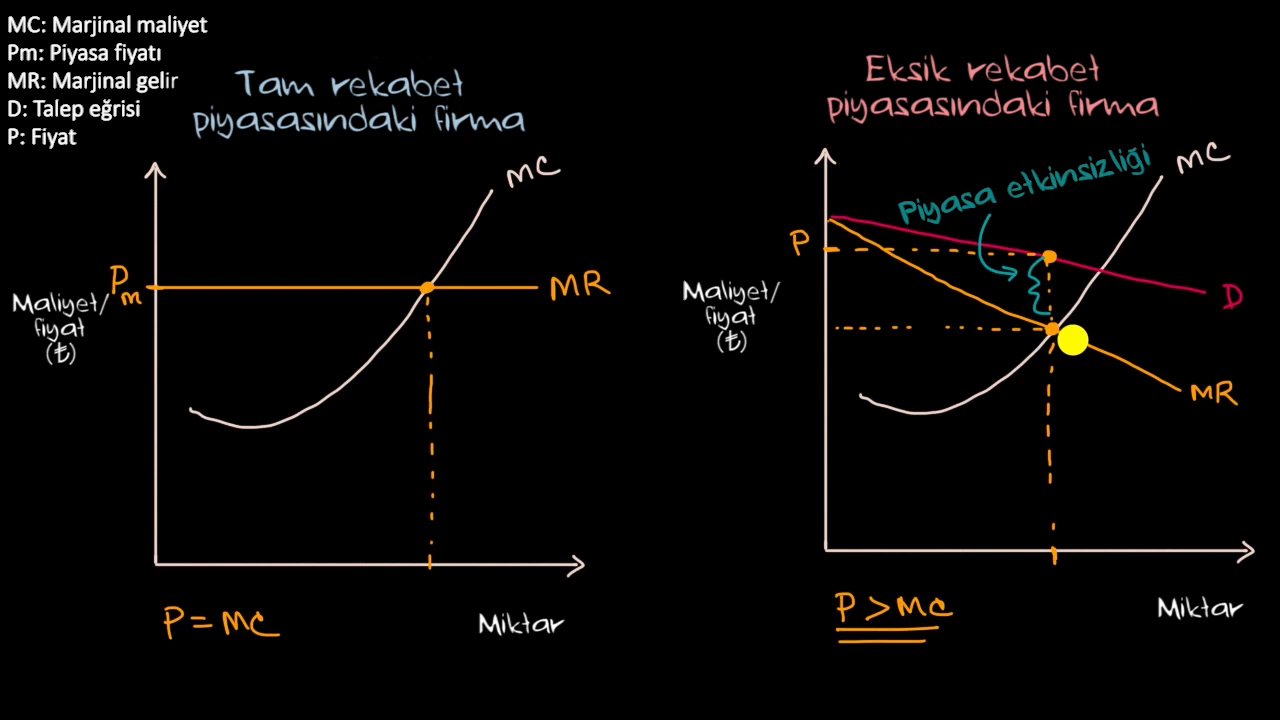 MC: Marjinal maliyet
Pm: Piyasa fiyatı
MR: Marjinal gelir
D: Talep eğrisi
P: Fiyat
Tam rekabet
piyasasındaki firma
MC
Pm
MR
Maliyet/
fiyat
(₺)
P = MC
Miktar
Eksik rekabet
piyasasındaki firma
MC
Piyasa etkinsizliği
P
D
Maliyet/
fiyat
(₺)
MR
P > MC
Miktar